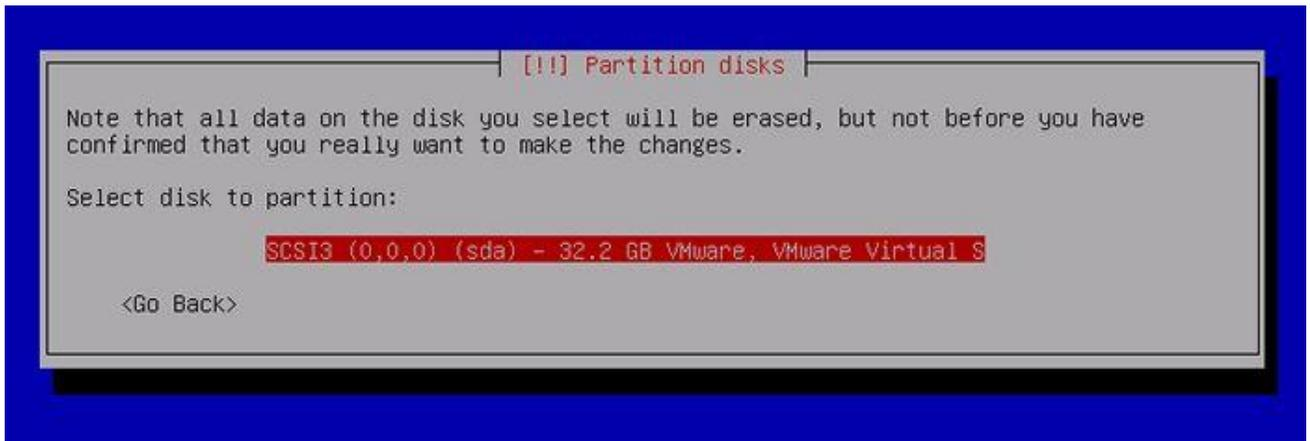 [!!] Partition disks
Note that all data on the disk you select will be erased, but not before you have
confirmed that you really want to make the changes.
Select disk to partition:
SCSI3 (0,0,0) (sda) - 32.2 GB VMware, VMware Virtual S
<Go Back>